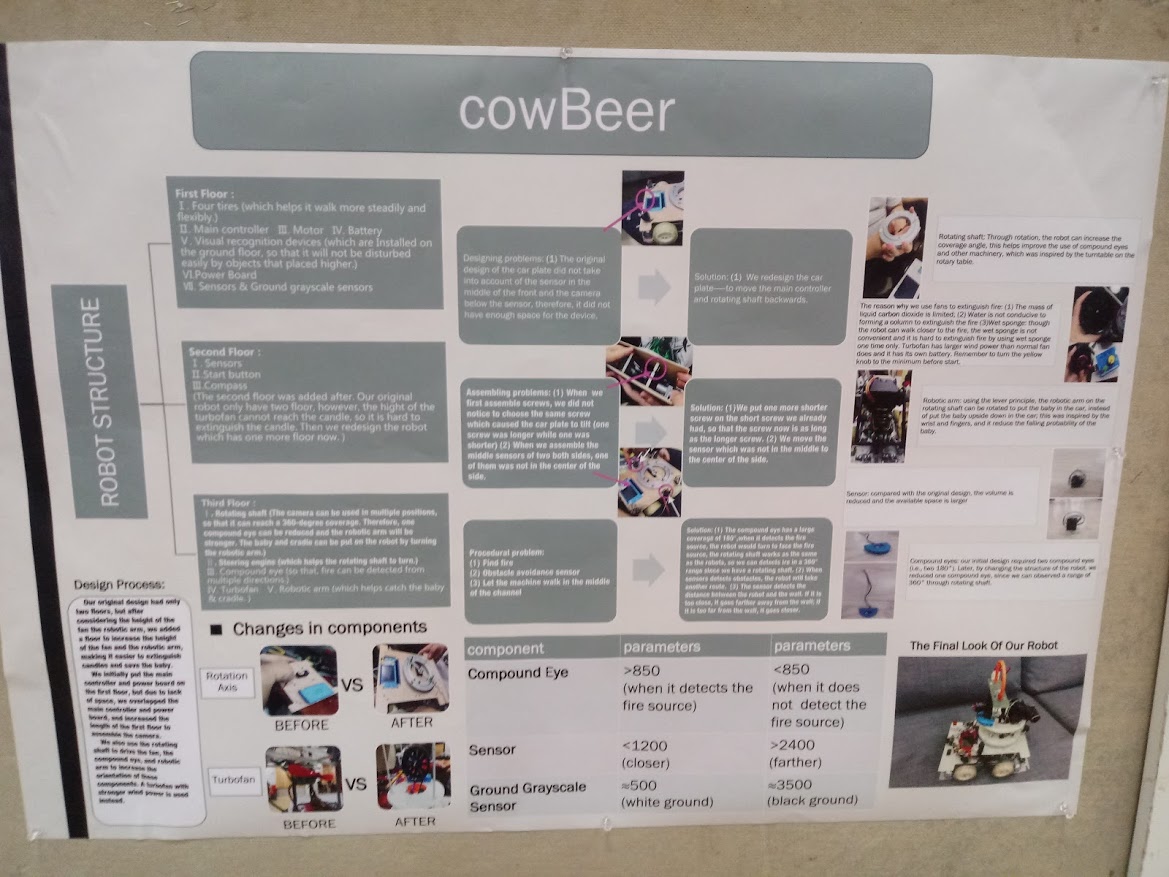 cowBeer
ROBOT STRUCTURE
First Floor :
Ⅰ. Four tires (which helps it walk more steadily and
flexibly.)
Ⅱ. Main controller Ⅲ. Motor Ⅳ. Battery
Ⅴ. Visual recognition devices (which are Installed on
the ground floor, so that it will not be disturbed
easily by objects that placed higher.)
Ⅵ.Power Board
Ⅶ. Sensors & Ground grayscale sensors
Second Floor :
Ⅰ. Sensors
Ⅱ.Start button
Ⅲ.Compass
(The second floor was added after. Our original
robot only have two floor, however, the hight of the
turbofan cannot reach the candle, so it is hard to
extinguish the candle. Then we redesign the robot
which has one more floor now. )
Third Floor :
Ⅰ. Rotating shaft (The camera can be used in multiple positions,
so that it can reach a 360-degree coverage. Therefore, one
compound eye can be reduced and the robotic arm will be
stronger. The baby and cradle can be put on the robot by turning
the robotic arm.)
Ⅱ. Steering engine (which helps the rotating shaft to turn.)
Ⅲ. Compound eye (so that, fire can be detected from
multiple directions.)
Ⅳ. Turbofan Ⅴ. Robotic arm (which helps catch the baby
& cradle. )
Design Process:
Our original design had only
two floors, but after
considering the height of the
fan the robotic arm, we added
a floor to increase the height
of the fan and the robotic arm,
making it easier to extinguish
candles and save the baby.
We initially put the main
controller and power board on
the first floor, but due to lack
of space, we overlapped the
main controller and power
board, and increased the
length of the first floor to
assemble the camera.
We also use the rotating
shaft to drive the fan, the
compound eye, and robotic
arm to increase the
orientation of these
components. A turbofan with
stronger wind power is used
instead.
Designing problems: (1) The original
design of the car plate did not take
into account of the sensor in the
middle of the front and the camera
below the sensor, therefore, it did not
have enough space for the device.
Solution: (1) We redesign the car
plate—to move the main controller
and rotating shaft backwards.
Assembling problems: (1) When we
first assemble screws, we did not
notice to choose the same screw
which caused the car plate to tilt (one
screw was longer while one was
shorter) (2) When we assemble the
middle sensors of two both sides, one
of them was not in the center of the
side.
Solution: (1)We put one more shorter
screw on the short screw we already
had, so that the screw now is as long
as the longer screw. (2) We move the
sensor which was not in the middle to
the center of the side.
Procedural problem:
(1) Find fire
(2) Obstacle avoidance sensor
(3) Let the machine walk in the middle
of the channel
Solution: (1) The compound eye has a large
coverage of 180°,when it detects the fire
source, the robot would turn to face the fire
source, the rotating shaft works as the same
as the robots, so we can detects ire in a 360°
range since we have a rotating shaft. (2) When
sensors detects obstacles, the robot will take
another route. (3) The sensor detects the
distance between the robot and the wall. If it is
too close, it goes farther away from the wall; if
it is too far from the wall, it goes closer.
Rotating shaft: Through rotation, the robot can increase the
coverage angle, this helps improve the use of compound eyes
and other machinery, which was inspired by the turntable on the
rotary table.
The reason why we use fans to extinguish fire: (1) The mass of
liquid carbon dioxide is limited; (2) Water is not conducive to
forming a column to extinguish the fire (3)Wet sponge: though
the robot can walk closer to the fire, the wet sponge is not
convenient and it is hard to extinguish fire by using wet sponge
one time only. Turbofan has larger wind power than normal fan
does and it has its own battery. Remember to turn the yellow
knob to the minimum before start.
Robotic arm: using the lever principle, the robotic arm on the
rotating shaft can be rotated to put the baby in the car, instead
of put the baby upside down in the car; this was inspired by the
wrist and fingers, and it reduce the falling probability of the
baby.
Sensor: compared with the original design, the volume is
reduced and the available space is larger
Compound eyes: our initial design required two compound eyes
(i.e., two 180°). Later, by changing the structure of the robot, we
reduced one compound eye, since we can observed a range of
360° through rotating shaft.
■ Changes in components
Rotation
Axis
VS
BEFORE
AFTER
Turbofan
VS
BEFORE
AFTER
component parameters parameters
Compound Eye >850
(when it detects the
fire source) <850
(when it does
not detect the
fire source)
Sensor <1200
(closer) >2400
(farther)
Ground Grayscale
Sensor ≈500
(white ground) ≈3500
(black ground)
The Final Look Of Our Robot